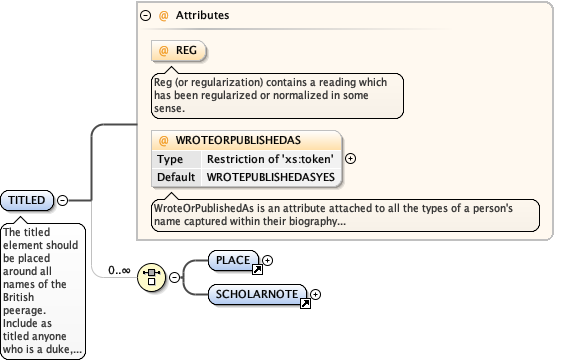 Attributes
@ REG
Reg (or regularization) contains a reading which
has been regularized or normalized in some
sense.
@ WROTEORPUBLISHEDAS
Type Restriction of 'xs:token'
Default WROTEPUBLISHEDASYES
WroteOrPublishedAs is an attribute attached to all the types of a person's
name captured within their biography...
TITLED
The titled
element should
be placed
around all
names of the
British
peerage.
Include as
titled anyone
who is a duke,...
0..∞
PLACE
SCHOLARNOTE